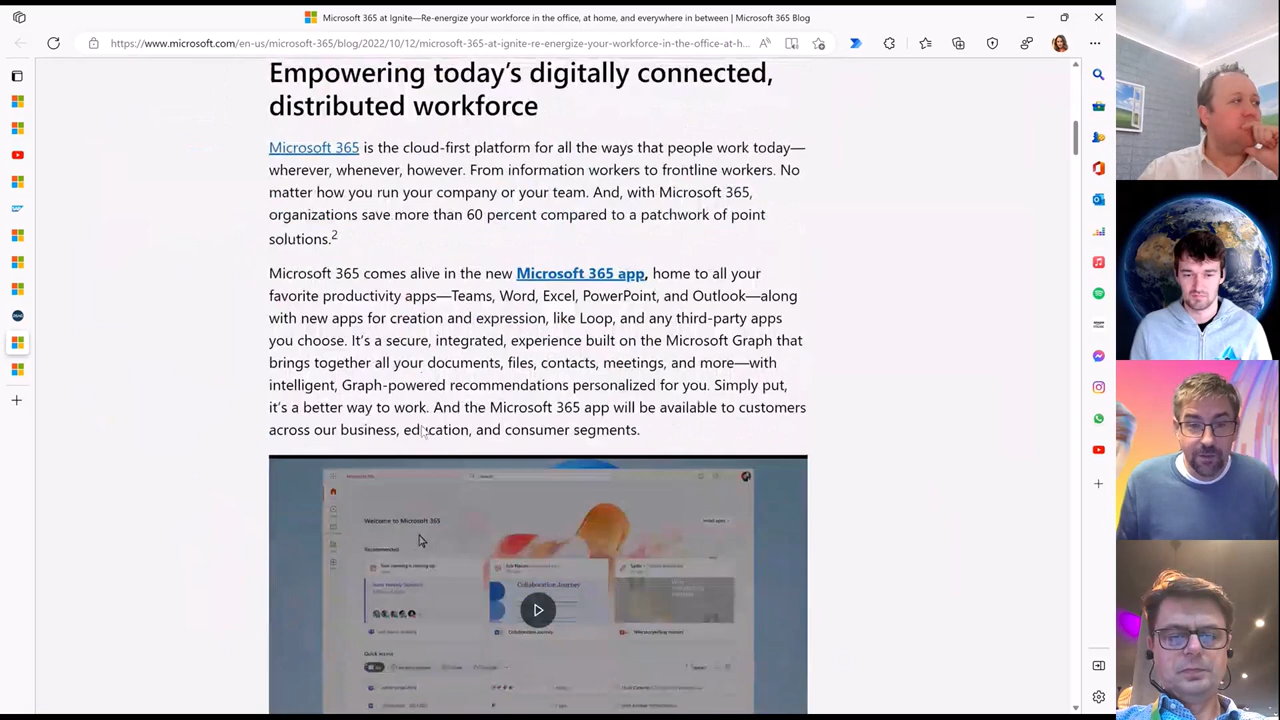 Microsoft 365 at Ignite—Re-energize your workforce in the office, at home, and everywhere in between | Microsoft 365 Blog
https://www.microsoft.com/en-us/microsoft-365/blog/2022/10/12/microsoft-365-at-ignite-re-energize-your-workforce-in-the-office-at-h...
Empowering today's digitally connected,
distributed workforce
Microsoft 365 is the cloud-first platform for all the ways that people work today—
wherever, whenever, however. From information workers to frontline workers. No
matter how you run your company or your team. And, with Microsoft 365,
organizations save more than 60 percent compared to a patchwork of point
solutions.2
Microsoft 365 comes alive in the new Microsoft 365 app, home to all your
favorite productivity apps—Teams, Word, Excel, PowerPoint, and Outlook—along
with new apps for creation and expression, like Loop, and any third-party apps
you choose. It's a secure, integrated, experience built on the Microsoft Graph that
brings together all your documents, files, contacts, meetings, and more—with
intelligent, Graph-powered recommendations personalized for you. Simply put,
it's a better way to work. And the Microsoft 365 app will be available to customers
across our business, education, and consumer segments.
Welcome to Microsoft 365
Install apps
Recommended
Collaboration Journey
Quick access